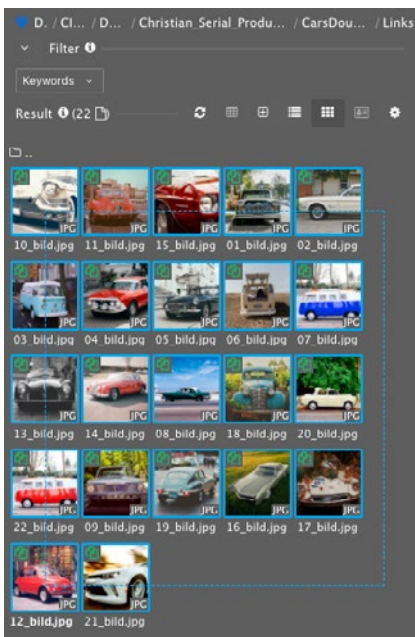 D. / Cl... / D... / Christian_Serial_Produ... / CarsDou... / Links
Filter
Keywords
Result (22)
..
JPG JPG JPG JPG JPG
10_bild.jpg 11_bild.jpg 15_bild.jpg 01_bild.jpg 02_bild.jpg
JPG JPG JPG JPG JPG
03_bild.jpg 04_bild.jpg 05_bild.jpg 06_bild.jpg 07_bild.jpg
JPG JPG JPG JPG JPG
13_bild.jpg 14_bild.jpg 08_bild.jpg 18_bild.jpg 20_bild.jpg
JPG JPG JPG JPG JPG
22_bild.jpg 09_bild.jpg 19_bild.jpg 16_bild.jpg 17_bild.jpg
JPG JPG
12_bild.jpg 21_bild.jpg